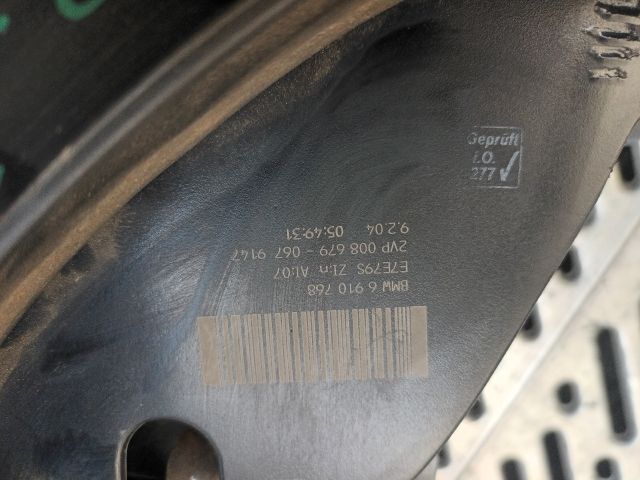 Geprüft
I.O.
277
BMW 6 910 768
E7E79S ZI:n AI:07
2VP 008 679 - 067 9147
9.2.04 05:49:31